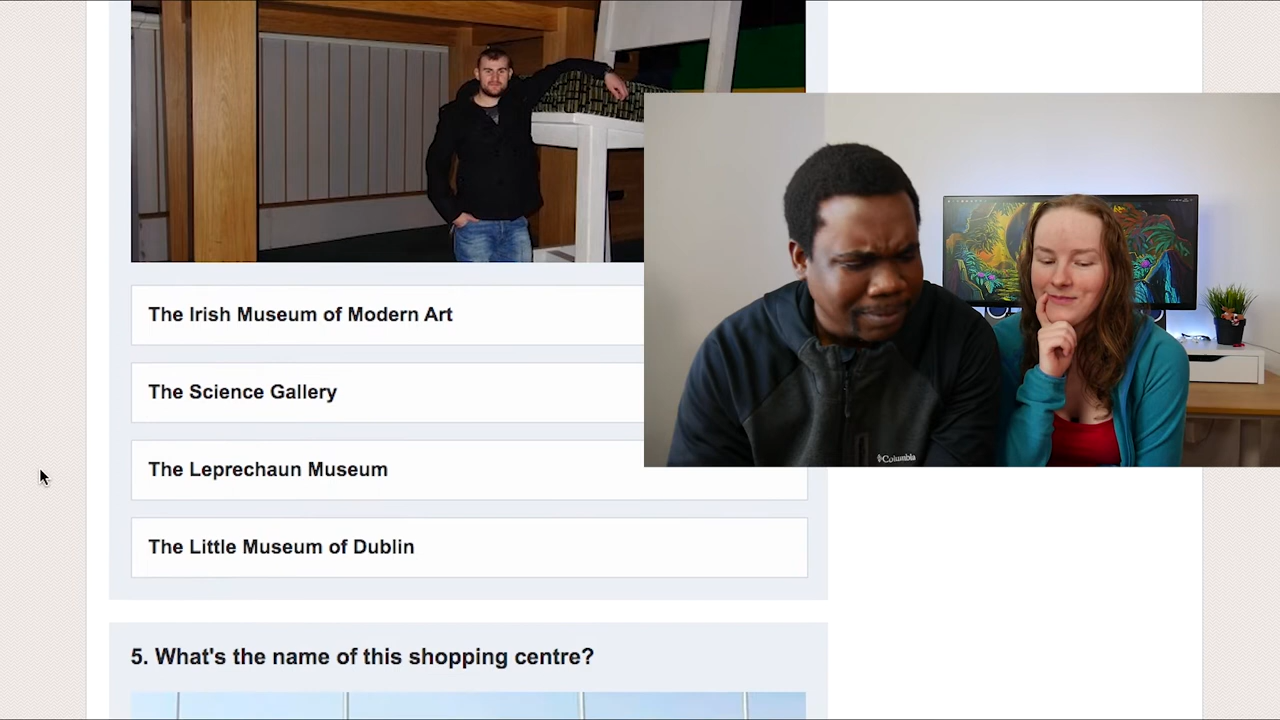 The Irish Museum of Modern Art
The Science Gallery
The Leprechaun Museum
Columbia
The Little Museum of Dublin
5. What's the name of this shopping centre?